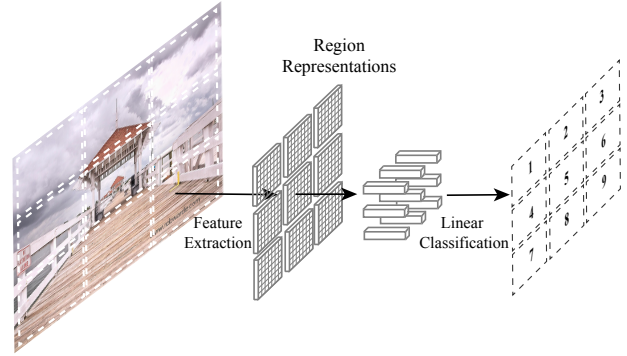 Region
Representations
Feature
Extraction
Linear
Classification
1
2
3
4
5
6
7
8
9